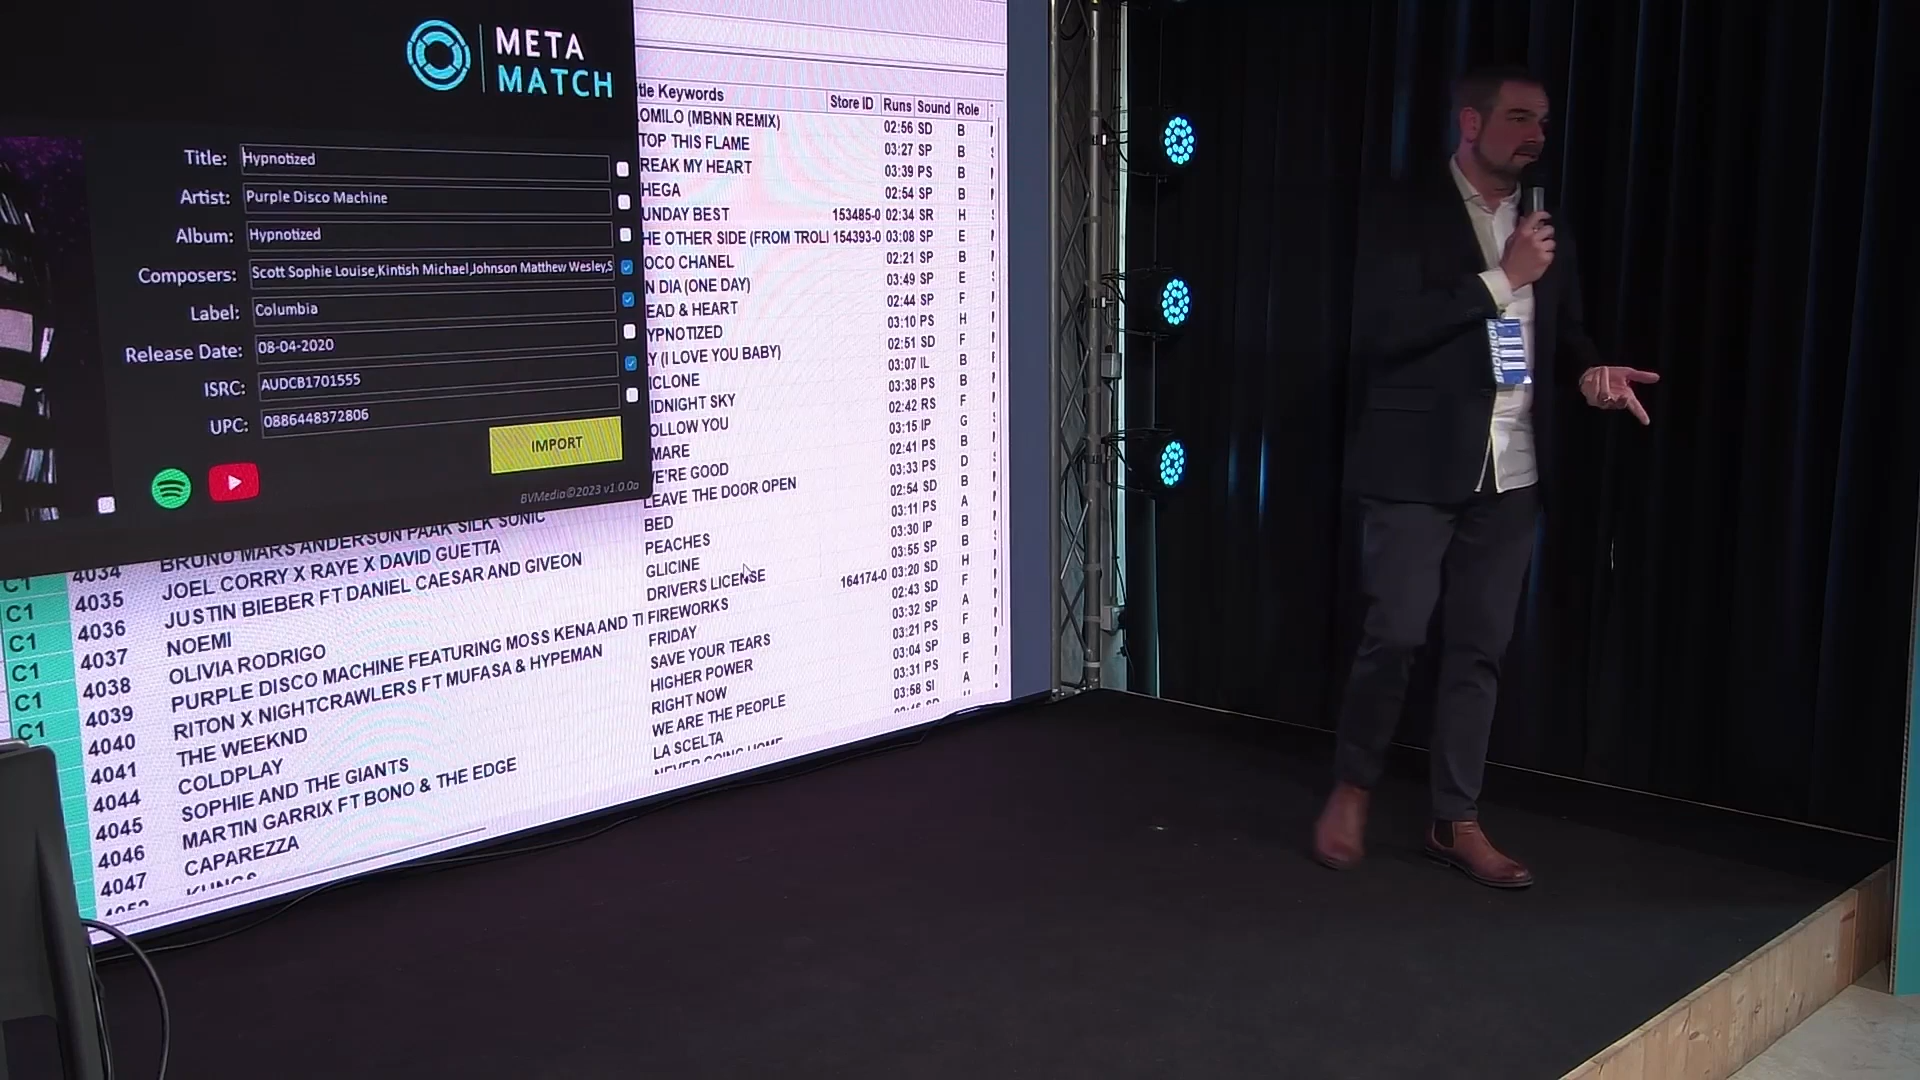 META
MATCH
Title: Hypnotized
Artist: Purple Disco Machine
Album: Hypnotized
Composers: Scott Sophie Louise,Kintish Michael,Johnson Matthew Wesley,S
Label: Columbia
Release Date: 08-04-2020
ISRC: AUDCB1701555
UPC: 0886448372806
IMPORT
BVMedia©2023 v1.0.0a
tle Keywords Store ID Runs Sound Role
OMILO (MBNN REMIX) 02:56 SD B
TOP THIS FLAME 03:27 SP B
REAK MY HEART 03:39 PS B
HEGA 02:54 SP B
UNDAY BEST 153485-0 02:34 SR H
HE OTHER SIDE (FROM TROLI 154393-0 03:08 SP E
OCO CHANEL 02:21 SP B
N DIA (ONE DAY) 03:49 SP E
EAD & HEART 02:44 SP F
YPNOTIZED 03:10 PS H
Y (I LOVE YOU BABY) 02:51 SD F
ICLONE 03:07 IL B
IDNIGHT SKY 03:38 PS B
OLLOW YOU 02:42 RS F
MARE 03:15 IP G
/E'RE GOOD 02:41 PS B
LEAVE THE DOOR OPEN 03:33 PS D
BED 02:54 SD B
PEACHES 03:11 PS A
GLICINE 03:30 IP B
DRIVERS LICENSE 03:55 SP B
FIREWORKS 164174-0 03:20 SD H
FRIDAY 02:43 SD F
SAVE YOUR TEARS 03:32 SP A
HIGHER POWER 03:21 PS F
RIGHT NOW 03:04 SP B
WE ARE THE PEOPLE 03:31 PS F
LA SCELTA 03:58 SI A
NEVER GOING HOME
4034 BRUNO MARS ANDERSON PAAK SILK SONIC
C1 4035 JOEL CORRY X RAYE X DAVID GUETTA
C1 4036 JUSTIN BIEBER FT DANIEL CAESAR AND GIVEON
C1 4037 NOEMI
C1 4038 OLIVIA RODRIGO
C1 4039 PURPLE DISCO MACHINE FEATURING MOSS KENA AND TI
C1 4040 RITON X NIGHTCRAWLERS FT MUFASA & HYPEMAN
4041 THE WEEKND
4044 COLDPLAY
4045 SOPHIE AND THE GIANTS
4046 MARTIN GARRIX FT BONO & THE EDGE
4047 CAPAREZZA
KUNGS